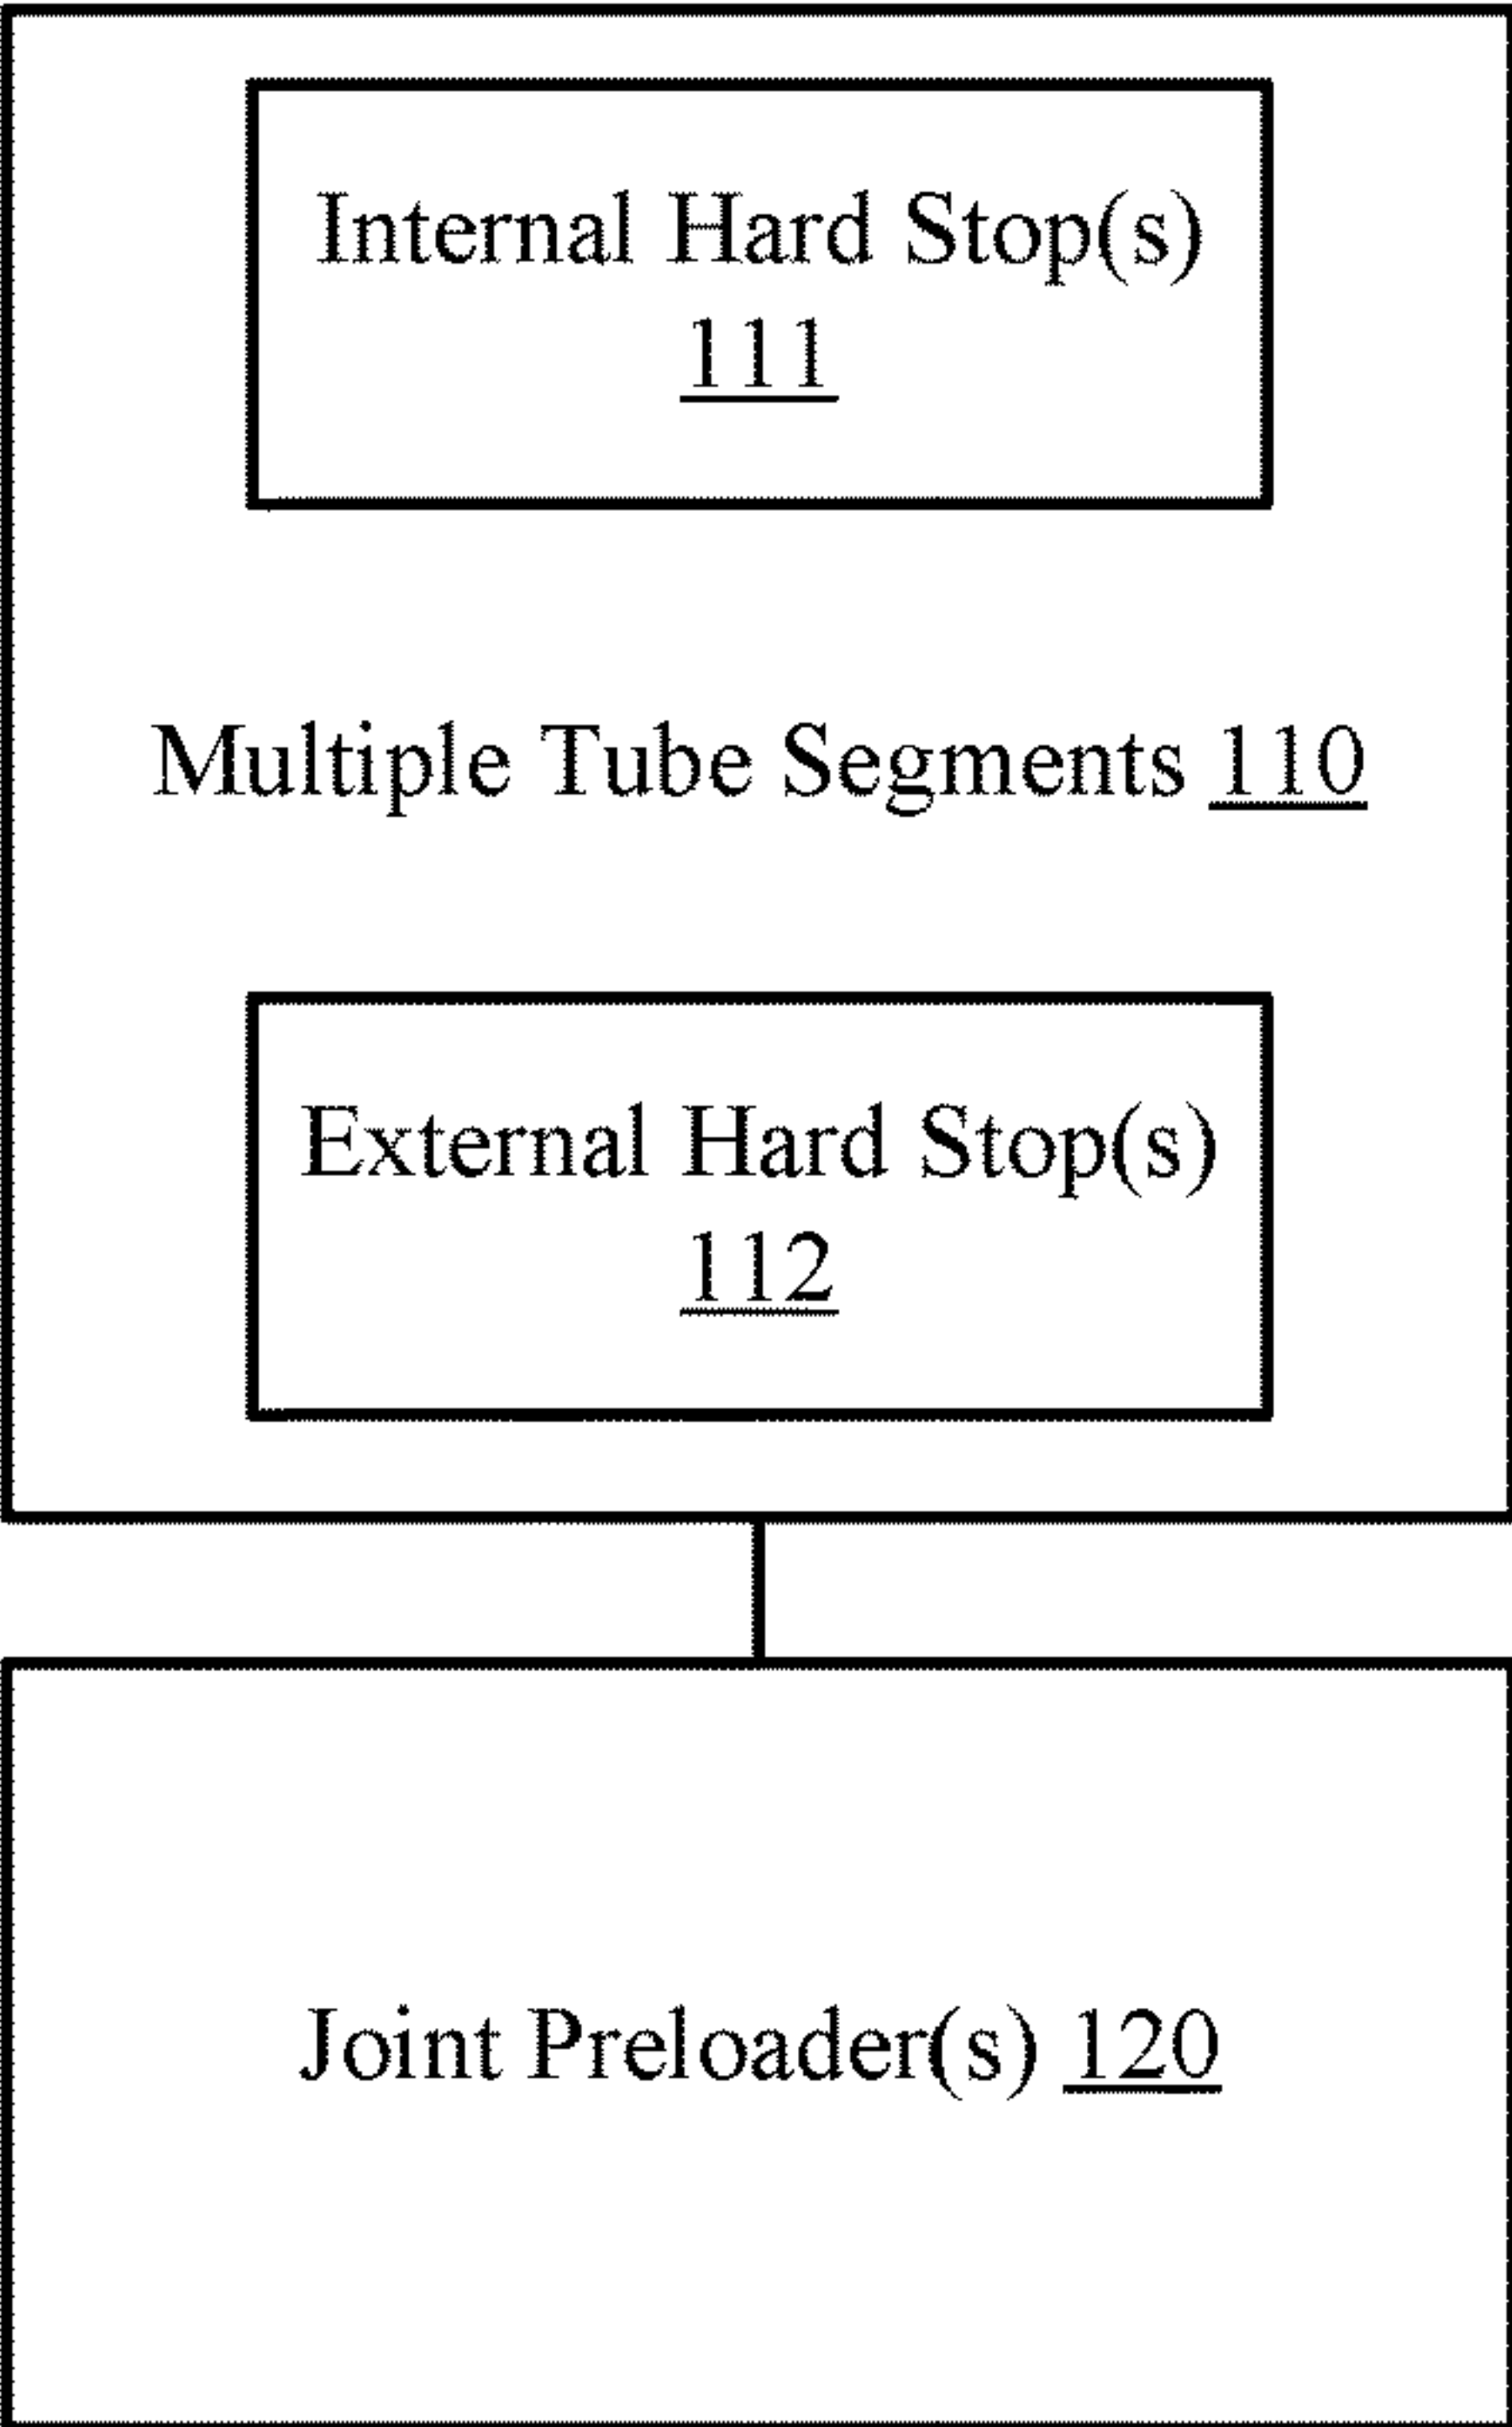 Internal Hard Stop(s)
111
Multiple Tube Segments 110
External Hard Stop(s)
112
Joint Preloader(s) 120